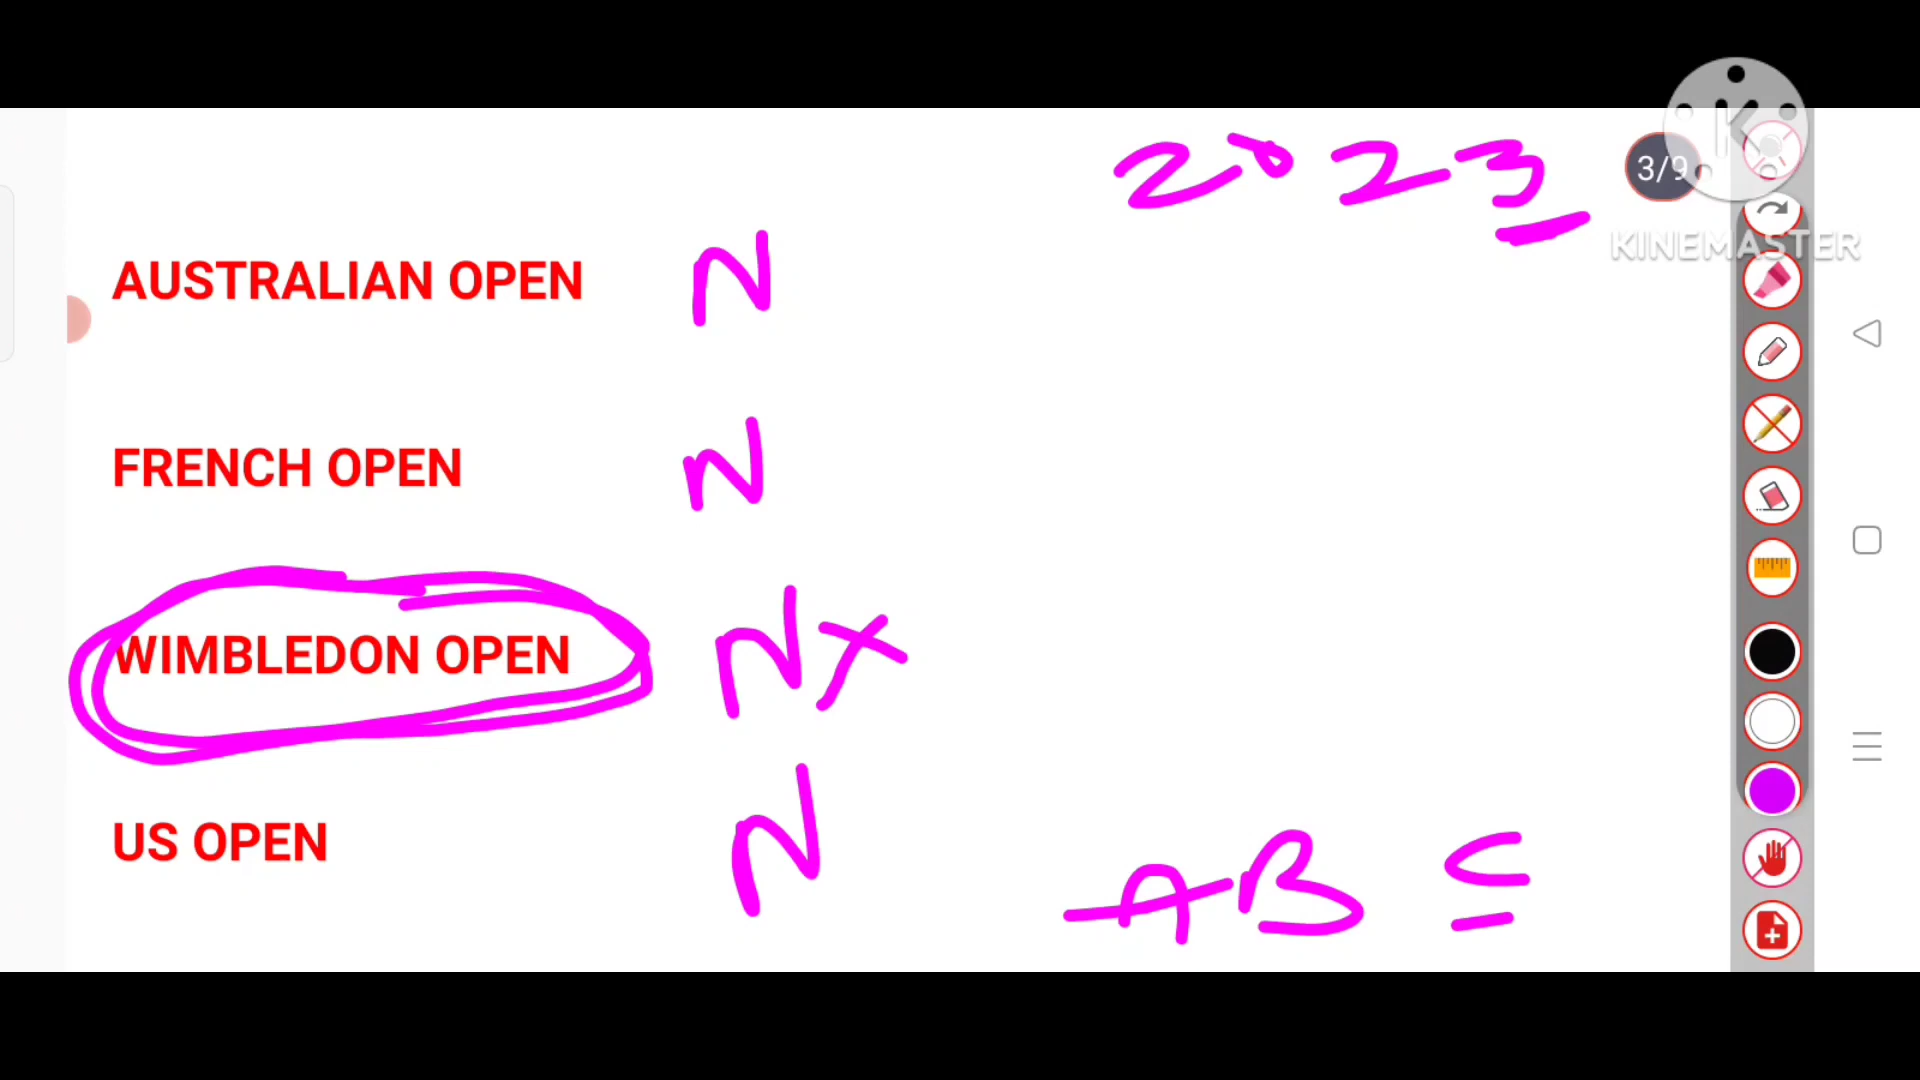 2023
3/9
KINEMASTER
AUSTRALIAN OPEN N
FRENCH OPEN N
WIMBLEDON OPEN NX
US OPEN N
AB C